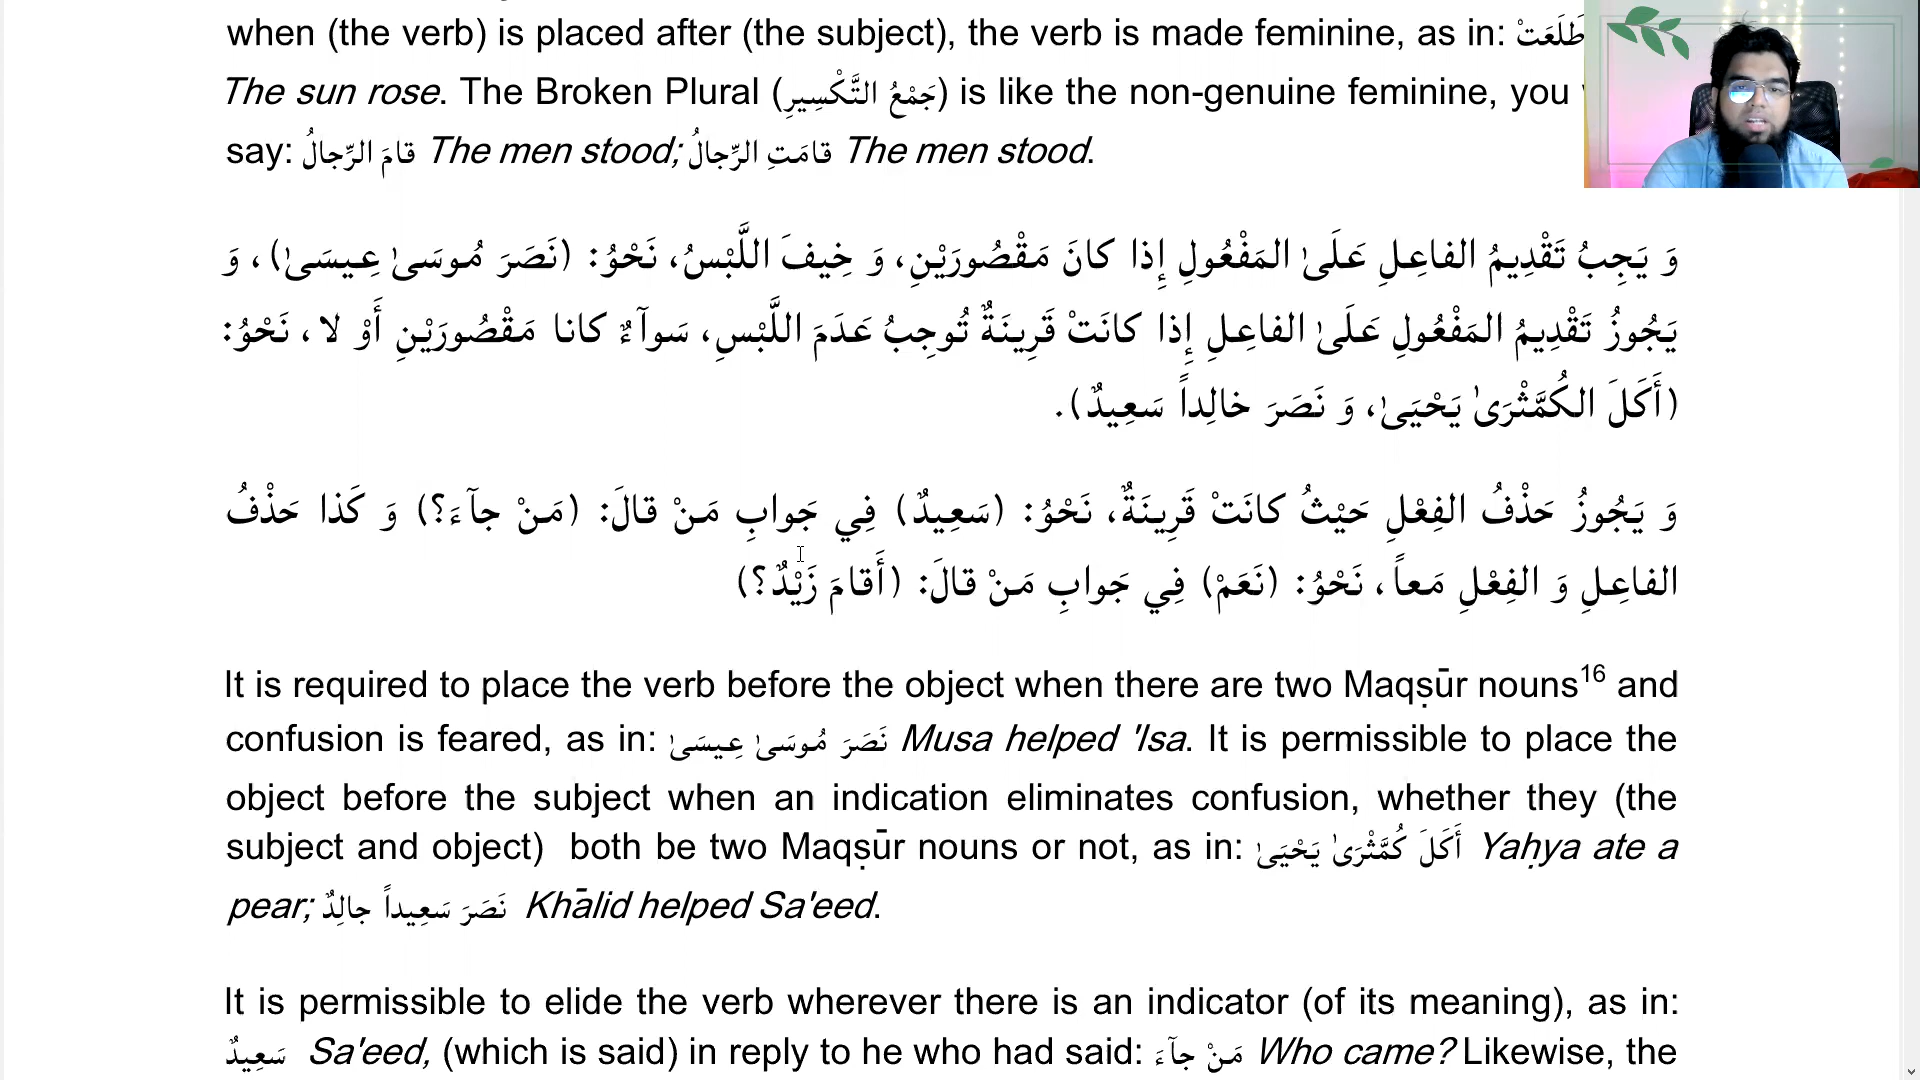 when (the verb) is placed after (the subject), the verb is made feminine, as in: طَلَعَتْ
The sun rose. The Broken Plural (جَمْعُ التَّكْسِيرِ) is like the non-genuine feminine, you
say: قامَ الرِّجالُ The men stood; قامَتِ الرِّجالُ The men stood.
وَ يَجِبُ تَقْدِيمُ الفاعِلِ عَلَىٰ المَفْعُولِ إِذا كانَ مَقْصُورَيْنِ، وَ خِيفَ اللَّبْسُ، نَحْوُ: (نَصَرَ مُوسَىٰ عِيسَىٰ)، وَ
يَجُوزُ تَقْدِيمُ المَفْعُولِ عَلَىٰ الفاعِلِ إِذا كانَتْ قَرِينَةٌ تُوجِبُ عَدَمَ اللَّبْسِ، سَوآءٌ كانا مَقْصُورَيْنِ أَوْ لا، نَحْوُ:
(أَكَلَ الكُمَّثْرَىٰ يَحْيَىٰ، وَ نَصَرَ خالِداً سَعِيدٌ).
وَ يَجُوزُ حَذْفُ الفِعْلِ حَيْثُ كانَتْ قَرِينَةٌ، نَحْوُ: (سَعِيدٌ) فِي جَوابِ مَنْ قالَ: (مَنْ جآءَ؟) وَ كَذا حَذْفُ
الفاعِلِ وَ الفِعْلِ مَعاً، نَحْوُ: (نَعَمْ) فِي جَوابِ مَنْ قالَ: (أَقامَ زَيْدٌ؟)
It is required to place the verb before the object when there are two Maqṣūr nouns16 and
confusion is feared, as in: نَصَرَ مُوسَىٰ عِيسَىٰ Musa helped 'Isa. It is permissible to place the
object before the subject when an indication eliminates confusion, whether they (the
subject and object) both be two Maqṣūr nouns or not, as in: أَكَلَ كُمَّثْرَىٰ يَحْيَىٰ Yaḥya ate a
pear; نَصَرَ سَعِيداً جالِدٌ Khālid helped Sa'eed.
It is permissible to elide the verb wherever there is an indicator (of its meaning), as in:
سَعِيدٌ Sa'eed, (which is said) in reply to he who had said: مَنْ جآءَ Who came? Likewise, the